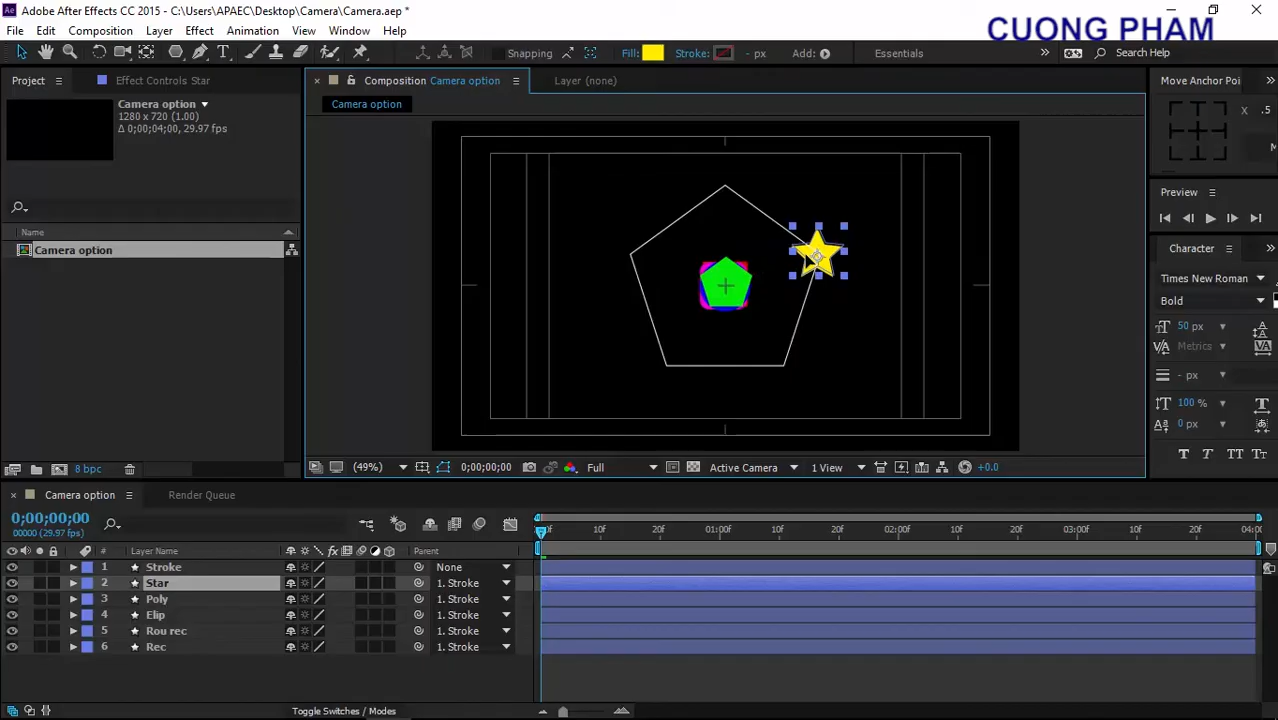 Adobe After Effects CC 2015 - C:\Users\APAEC\Desktop\Camera\Camera.aep *
CUONG PHAM
File Edit Composition Layer Effect Animation View Window Help
Snapping Fill: Stroke: - px Add: Essentials Search Help
Project Effect Controls Star Composition Camera option Layer (none) Move Anchor Poi
Camera option
1280 x 720 (1.00)
Δ 0;00;04;00, 29.97 fps
Camera option
X .5
M
Preview
Name
Camera option
Character
Times New Roman
Bold
50 px
Metrics
- px
100 %
0 px
8 bpc
(49%) 0;00;00;00 Full Active Camera 1 View +0.0
Camera option Render Queue
0;00;00;00
00000 (29.97 fps)
10f 20f 01:00f 10f 20f 02:00f 10f 20f 03:00f 10f 20f 04:00
# Layer Name Parent
1 Stroke None
2 Star 1. Stroke
3 Poly 1. Stroke
4 Elip 1. Stroke
5 Rou rec 1. Stroke
6 Rec 1. Stroke
Toggle Switches / Modes